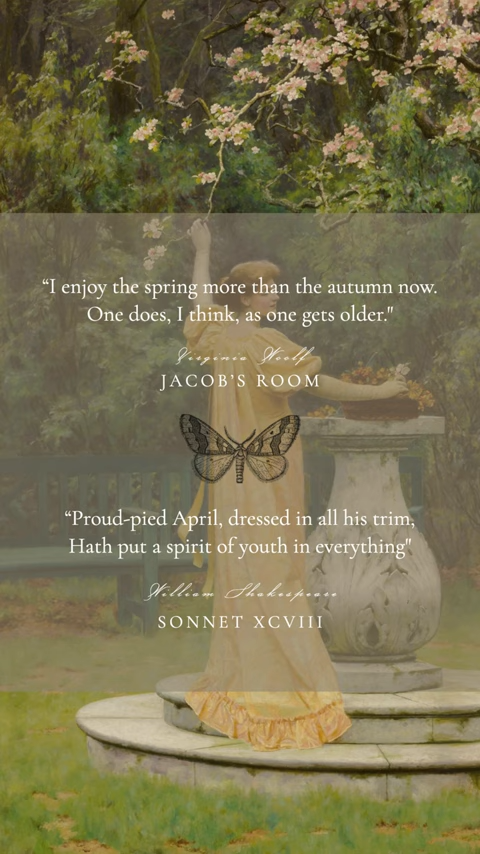 “I enjoy the spring more than the autumn now.
One does, I think, as one gets older."
Virginia Woolf
JACOB'S ROOM
“Proud-pied April, dressed in all his trim,
Hath put a spirit of youth in everything"
William Shakespeare
SONNET XCVIII